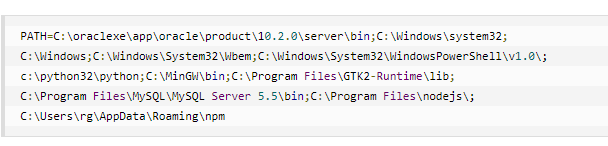 PATH=C:\oraclexe\app\oracle\product\10.2.0\server\bin;C:\Windows\system32;
C:\Windows;C:\Windows\System32\Wbem;C:\Windows\System32\WindowsPowerShell\v1.0\;
c:\python32\python;C:\MinGW\bin;C:\Program Files\GTK2-Runtime\lib;
C:\Program Files\MySQL\MySQL Server 5.5\bin;C:\Program Files\nodejs\;
C:\Users\rg\AppData\Roaming\npm